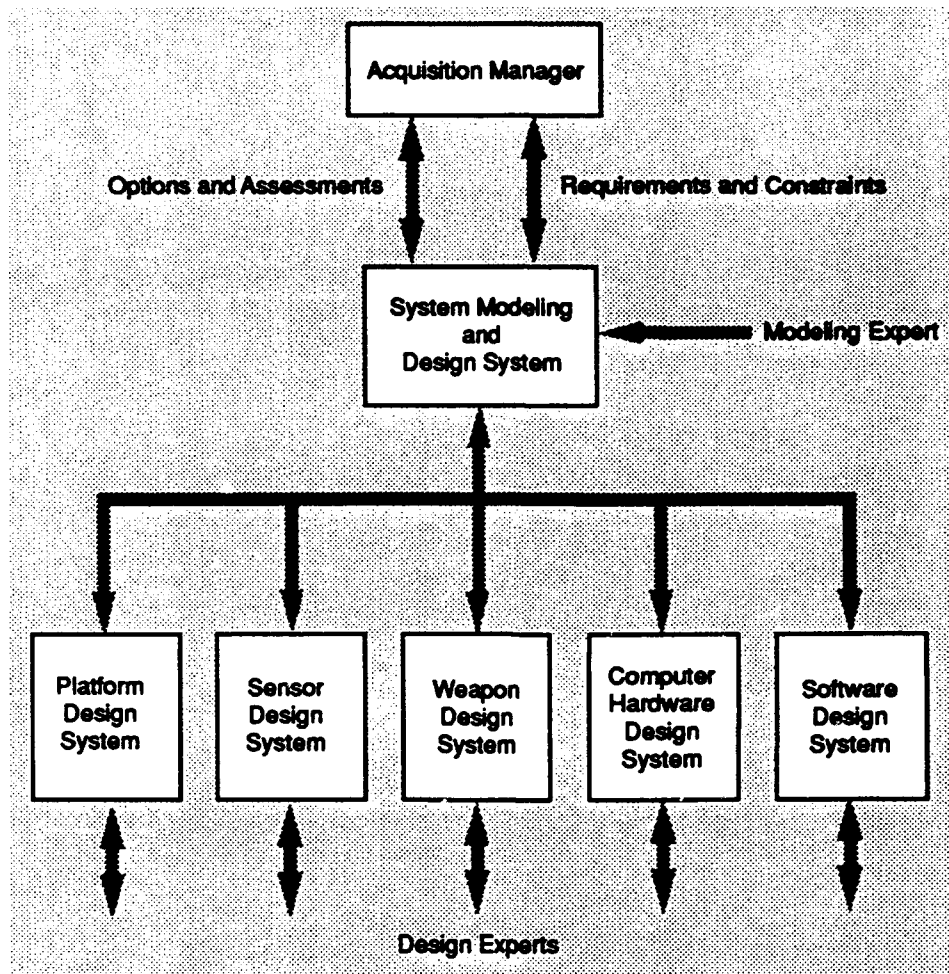 Acquisition Manager
Options and Assessments
Requirements and Constraints
System Modeling
and
Design System
Modeling Expert
Platform
Design
System
Sensor
Design
System
Weapon
Design
System
Computer
Hardware
Design
System
Software
Design
System
Design Experts